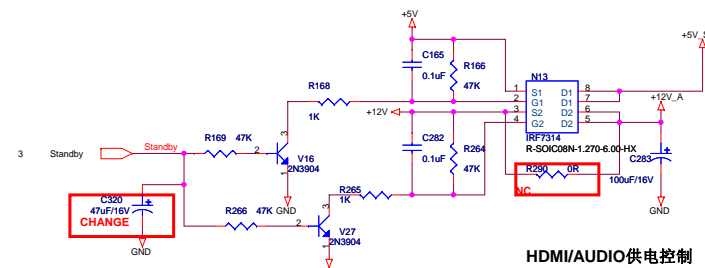 +5V
+5V_S
C165
0.1uF
R166
47K
N13
1 S1 D1 8
2 G1 D1 7
3 S2 D2 6
4 G2 D2 5
IRF7314
R-SOIC08N-1.270-6.00-HX
+12V_A
R168
1K
+12V
3 Standby
Standby
R169 47K
2
3
1
V16
2N3904
GND
C282
0.1uF
R264
47K
R290 0R
NC
C283
100uF/16V
GND
C320
47uF/16V
CHANGE
GND
R265
1K
R266 47K
2
3
1
V27
2N3904
HDMI/AUDIO供电控制